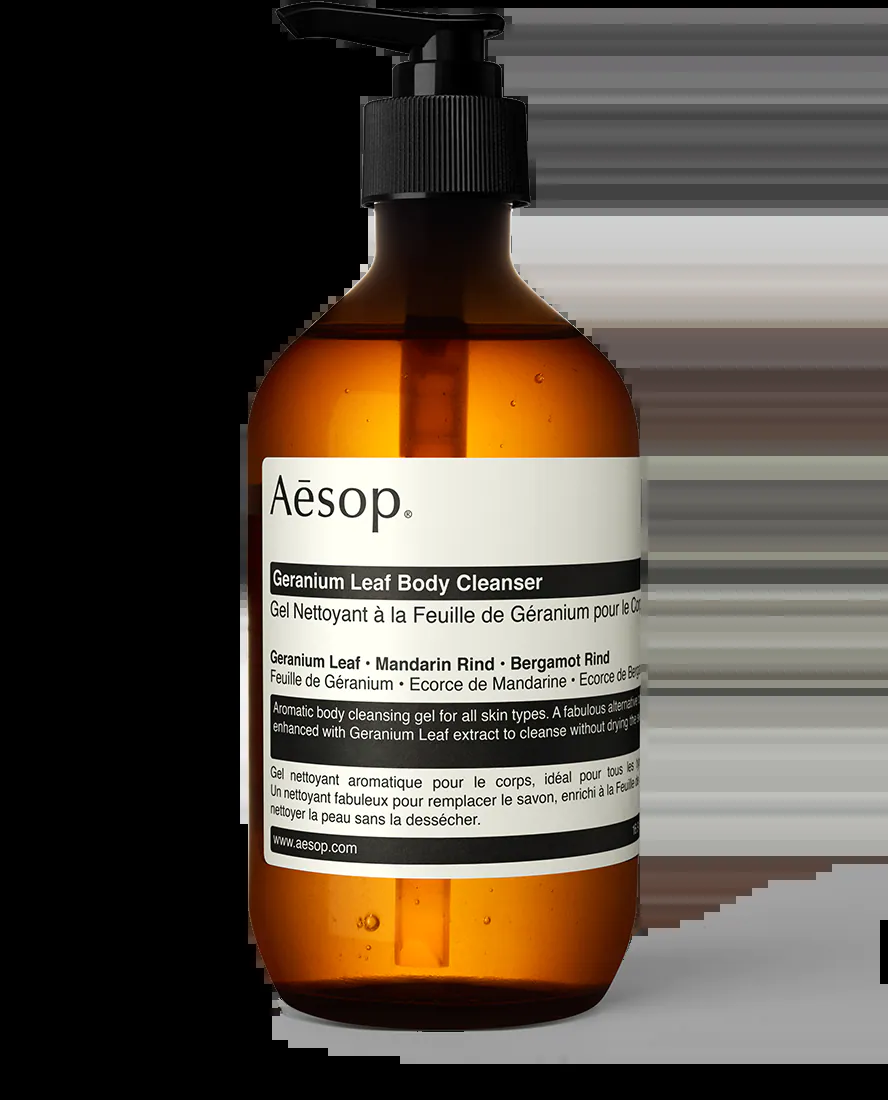 Aēsop®
Geranium Leaf Body Cleanser
Gel Nettoyant à la Feuille de Géranium pour le
Geranium Leaf • Mandarin Rind • Bergamot Rind
Feuille de Géranium • Ecorce de Mandarine • Ecorce de
Aromatic body cleansing gel for all skin types. A fabulous alternative
enhanced with Geranium Leaf extract to cleanse without drying the
Gel nettoyant aromatique pour le corps, idéal pour tous les
Un nettoyant fabuleux pour remplacer le savon, enrichi à la Feuille
nettoyer la peau sans la dessécher.
www.aesop.com